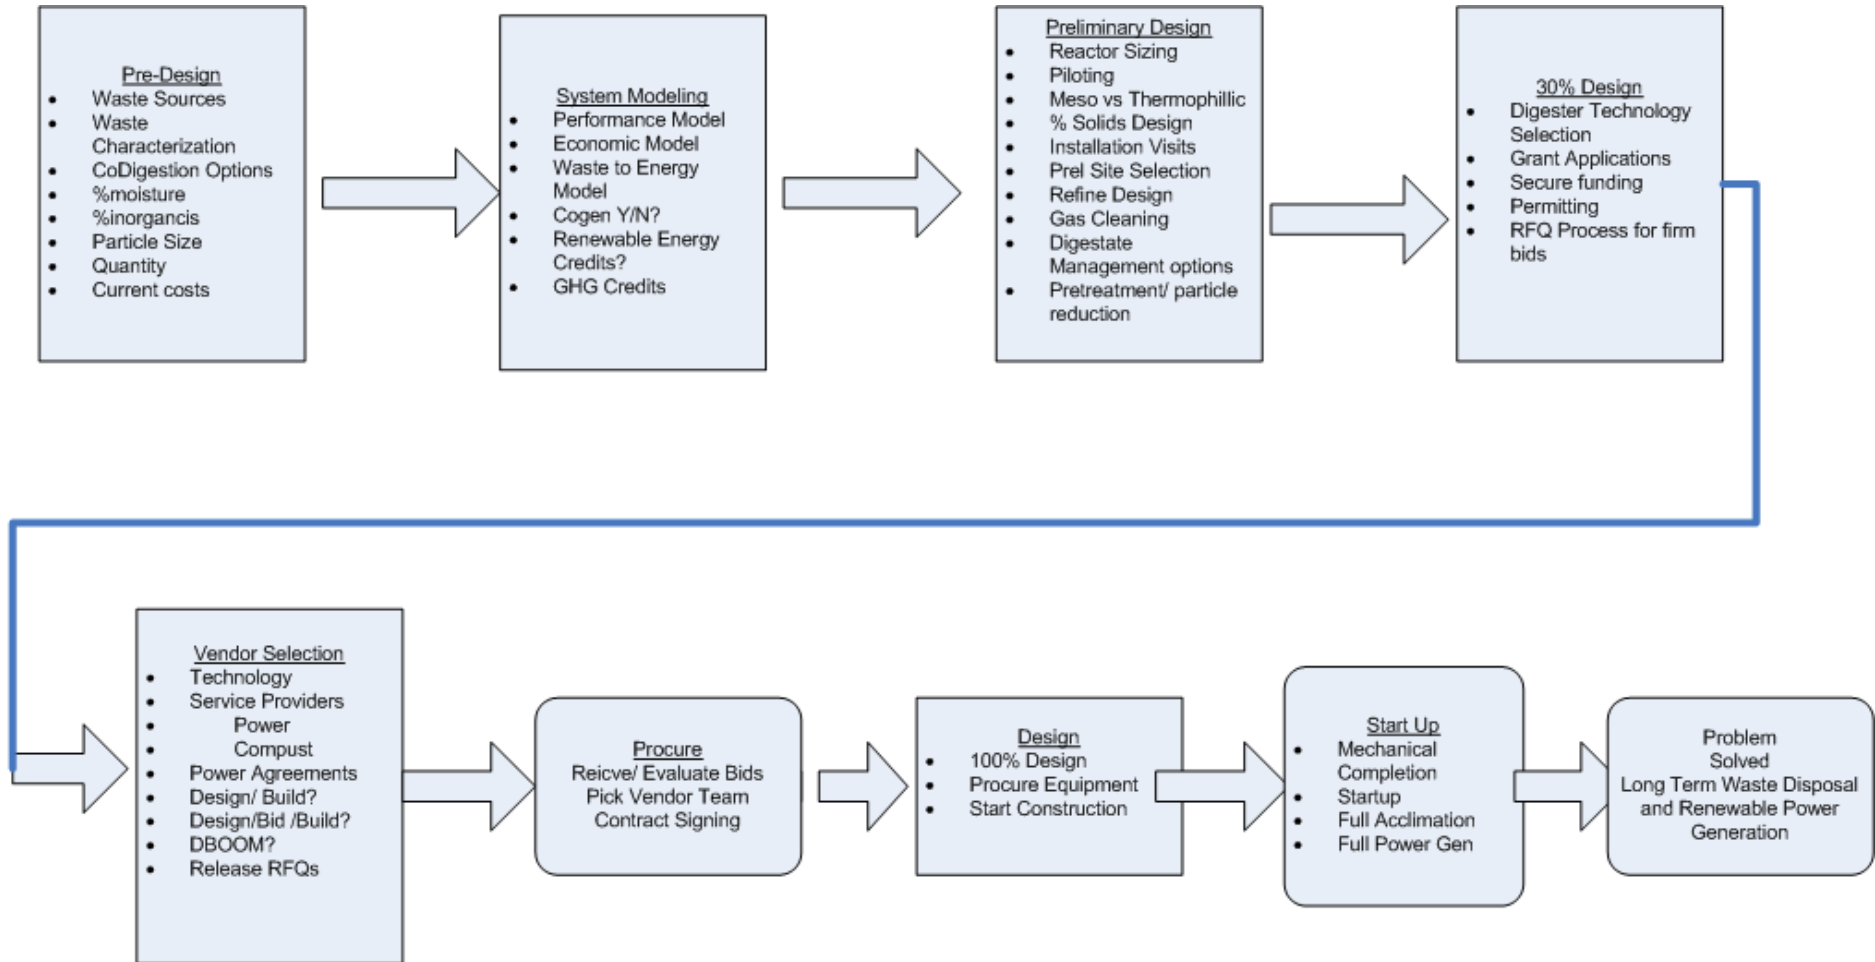 Pre-Design
• Waste Sources
• Waste
Characterization
• CoDigestion Options
• %moisture
• %inorgancis
• Particle Size
• Quantity
• Current costs
System Modeling
• Performance Model
• Economic Model
• Waste to Energy
Model
• Cogen Y/N?
• Renewable Energy
Credits?
• GHG Credits
Preliminary Design
• Reactor Sizing
• Piloting
• Meso vs Thermophillic
• % Solids Design
• Installation Visits
• Prel Site Selection
• Refine Design
• Gas Cleaning
• Digestate
Management options
• Pretreatment/ particle
reduction
30% Design
• Digester Technology
Selection
• Grant Applications
• Secure funding
• Permitting
• RFQ Process for firm
bids
Vendor Selection
• Technology
• Service Providers
• Power
• Compust
• Power Agreements
• Design/ Build?
• Design/Bid /Build?
• DBOOM?
• Release RFQs
Procure
Reicve/ Evaluate Bids
Pick Vendor Team
Contract Signing
Design
• 100% Design
• Procure Equipment
• Start Construction
Start Up
• Mechanical
Completion
• Startup
• Full Acclimation
• Full Power Gen
Problem
Solved
Long Term Waste Disposal
and Renewable Power
Generation